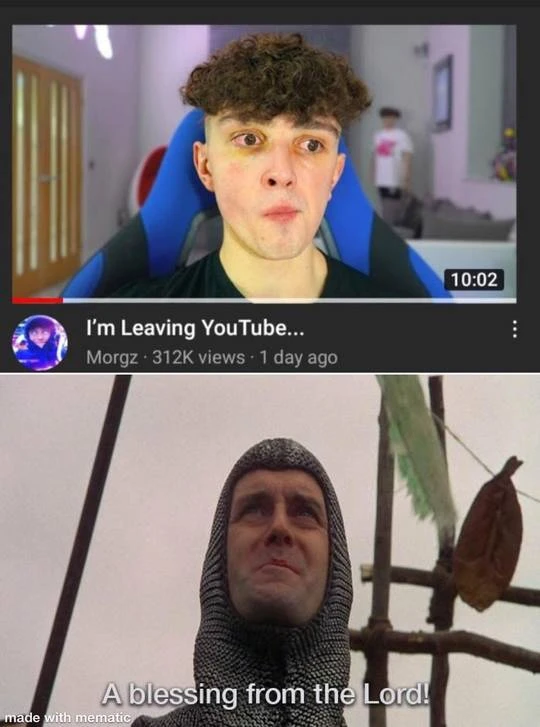 10:02
I'm Leaving YouTube...
Morgz · 312K views · 1 day ago
A blessing from the Lord!
made with mematic